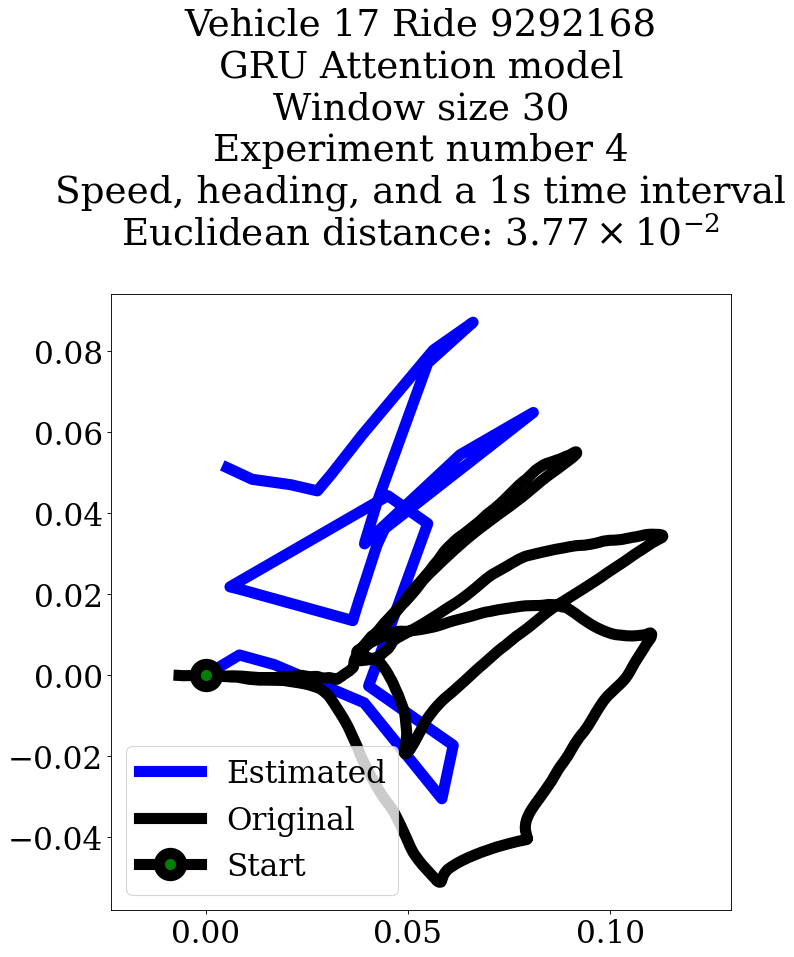 Vehicle 17 Ride 9292168
GRU Attention model
Window size 30
Experiment number 4
Speed, heading, and a 1s time interval
Euclidean distance: 3.77 × 10⁻²
0.08
0.06
0.04
0.02
0.00
−0.02
−0.04
Estimated
Original
Start
0.00 0.05 0.10